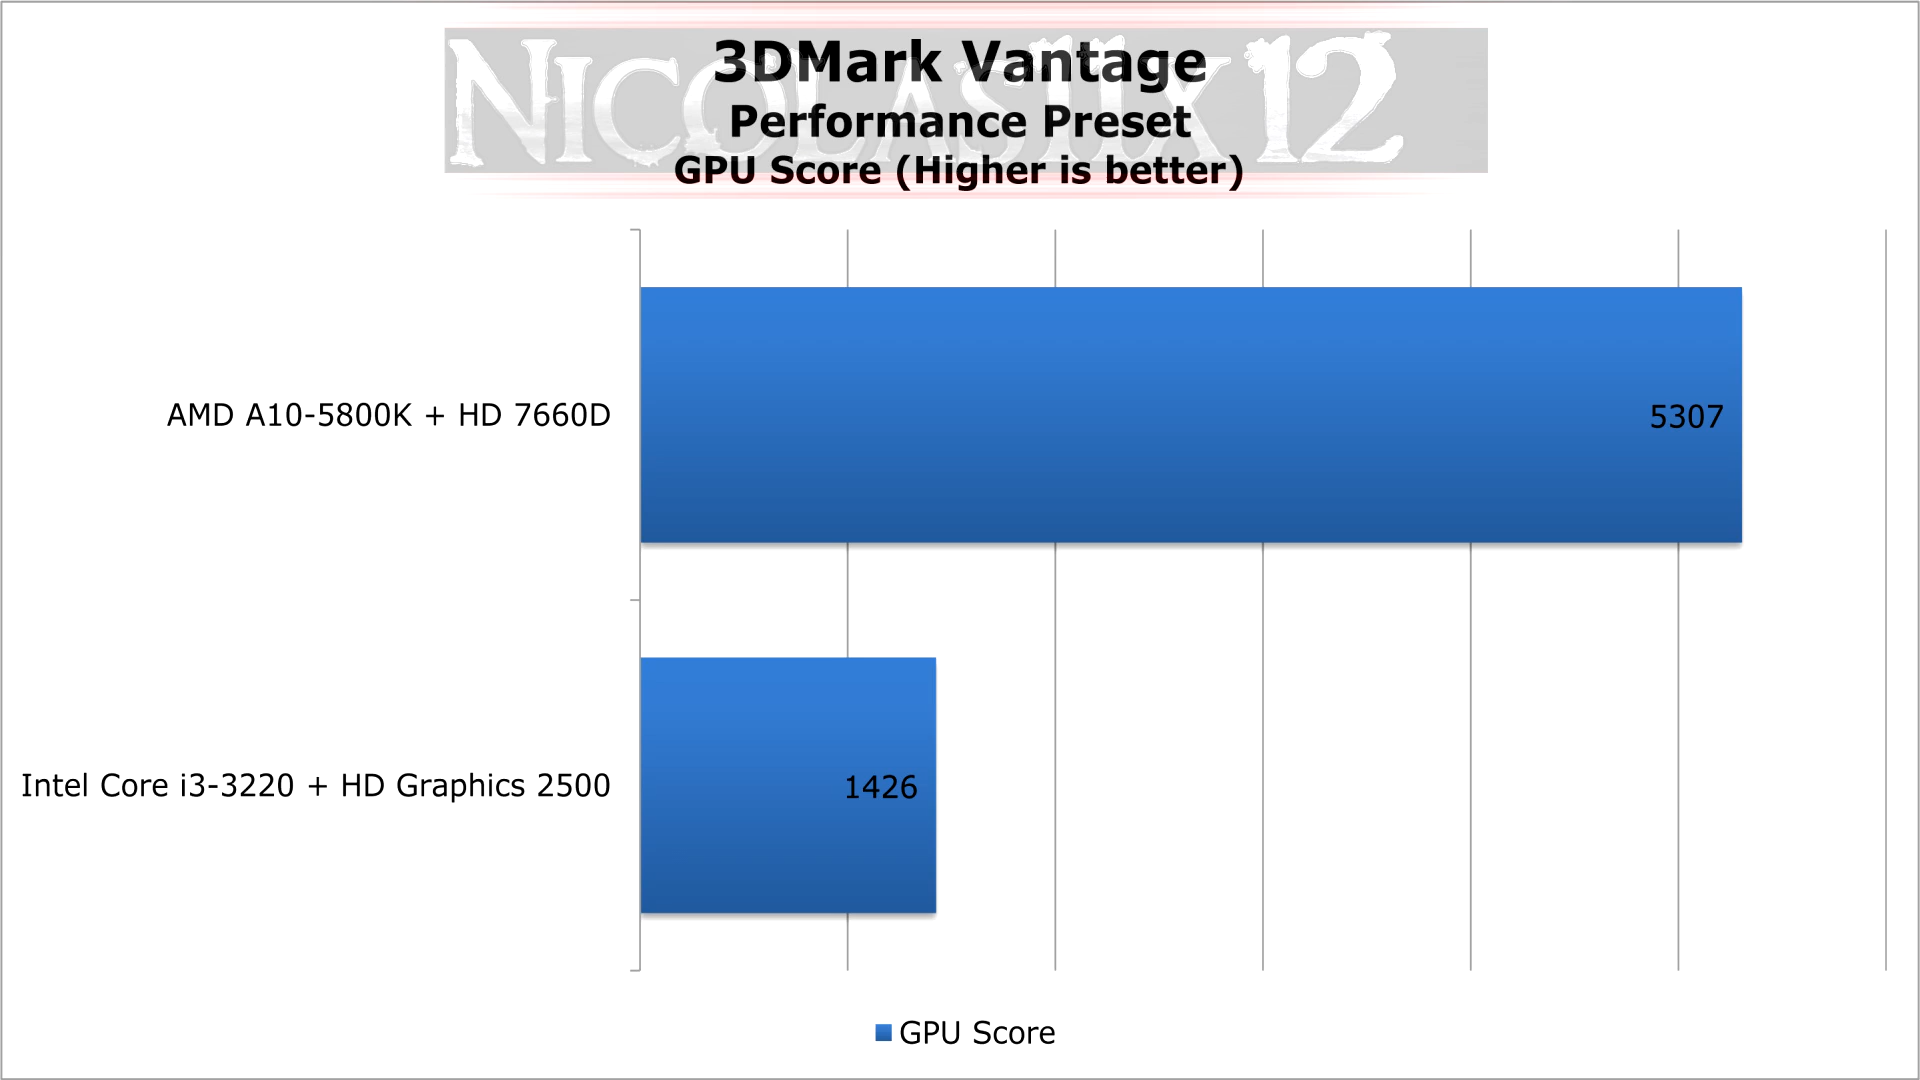 NICOLAS11X12
3DMark Vantage
Performance Preset
GPU Score (Higher is better)
AMD A10-5800K + HD 7660D
5307
Intel Core i3-3220 + HD Graphics 2500
1426
GPU Score